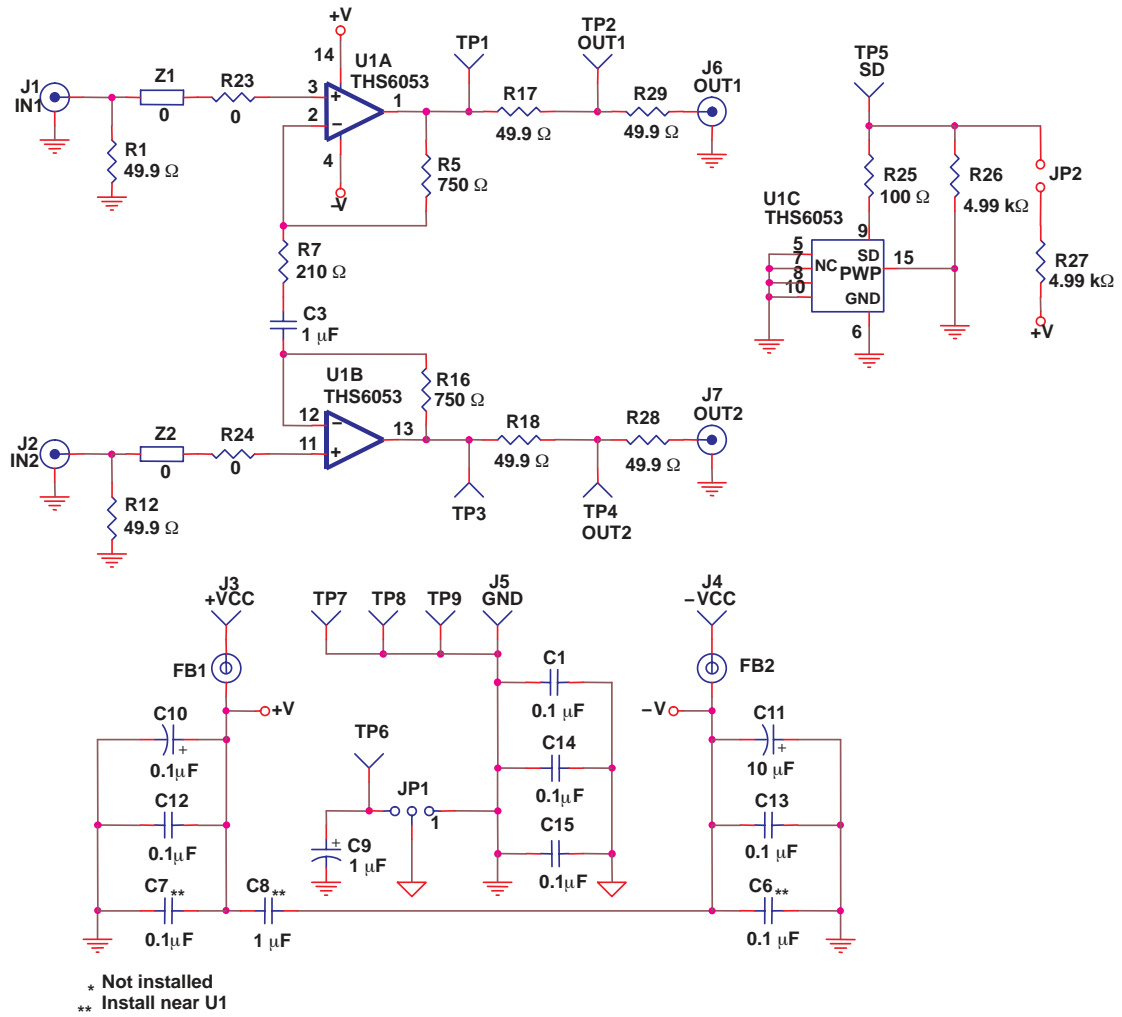 +V
14
U1A
THS6053
TP1
TP2
OUT1
TP5
SD
J1
IN1
Z1
0
R23
0
3
+
2
−
1
4
−V
R1
49.9 Ω
R5
750 Ω
R17
49.9 Ω
R29
49.9 Ω
J6
OUT1
R25
100 Ω
R26
4.99 kΩ
JP2
U1C
THS6053
9
5
7
8
10
NC
SD
PWP
GND
15
6
R27
4.99 kΩ
+V
R7
210 Ω
C3
1 μF
U1B
THS6053
R16
750 Ω
12
−
11
+
13
J2
IN2
Z2
0
R24
0
R12
49.9 Ω
R18
49.9 Ω
R28
49.9 Ω
J7
OUT2
TP3
TP4
OUT2
J3
+VCC
TP7
TP8
TP9
J5
GND
J4
−VCC
FB1
FB2
+V
−V
C10
+
0.1μF
C12
0.1μF
C7
**
0.1μF
C8
**
1 μF
TP6
JP1
1
+
C9
1 μF
C1
0.1 μF
C14
0.1μF
C15
0.1μF
C11
+
10 μF
C13
0.1 μF
C6
**
0.1 μF
* Not installed
** Install near U1